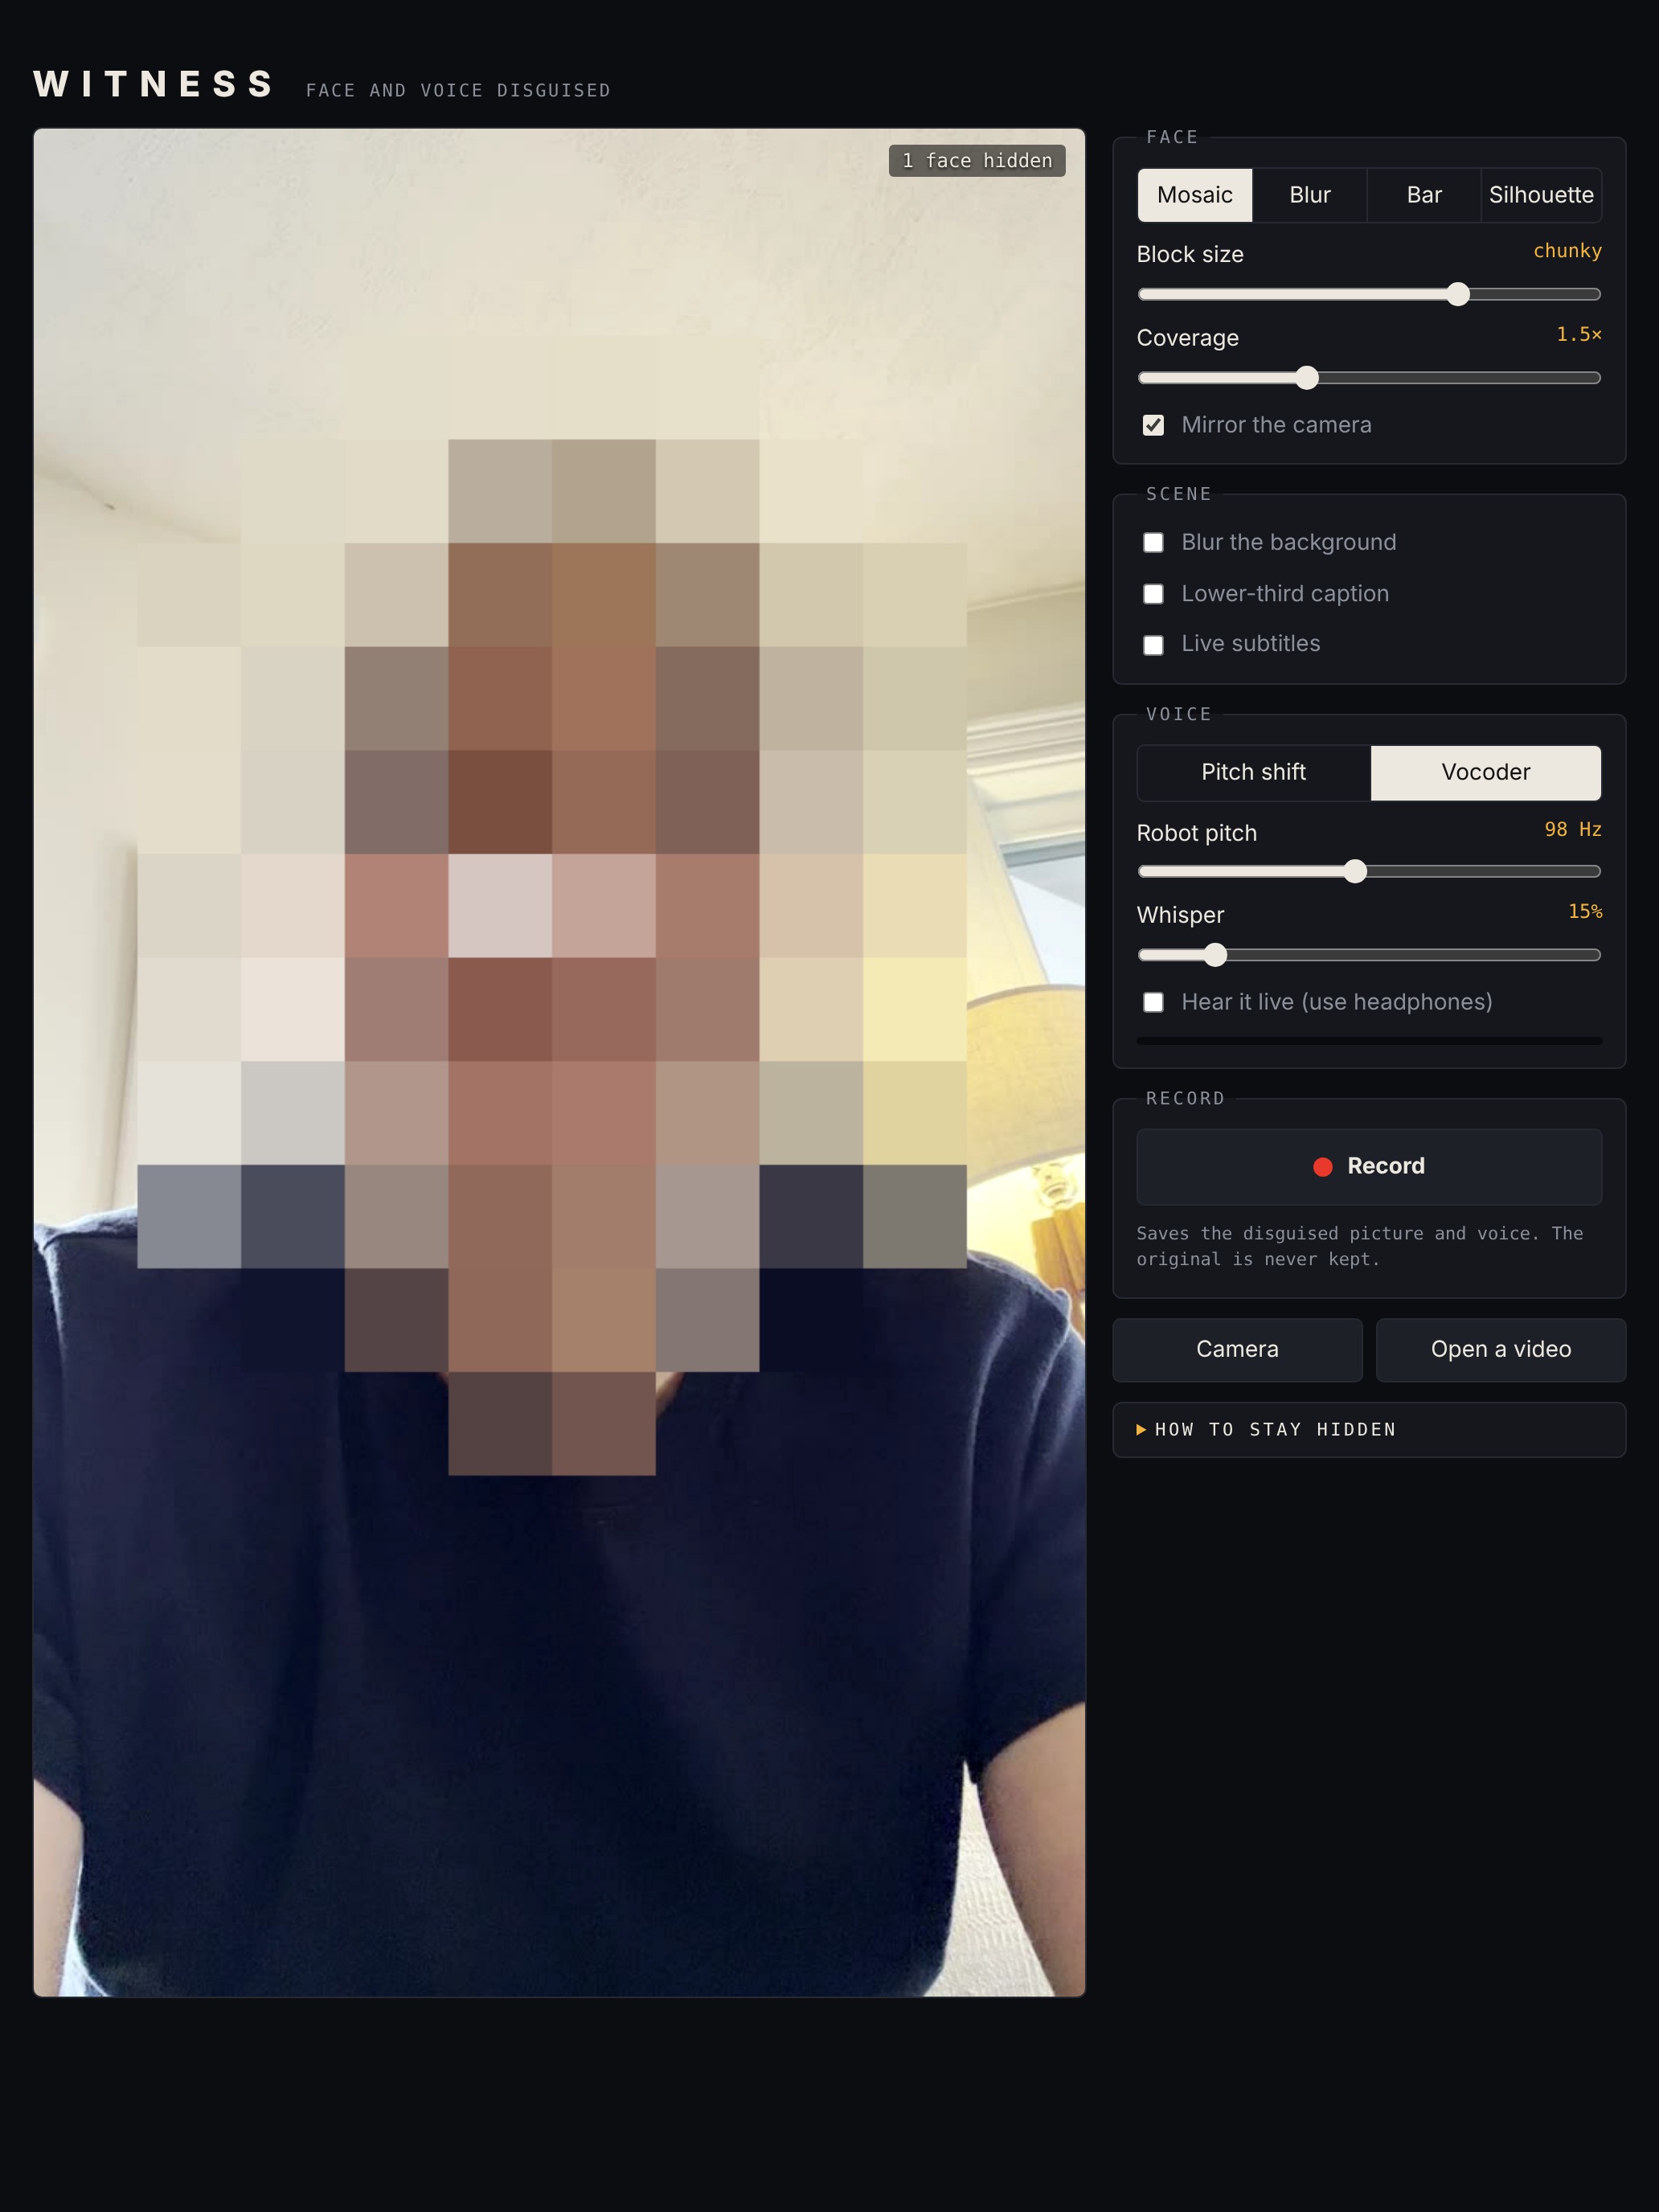 WITNESS FACE AND VOICE DISGUISED
1 face hidden
FACE
Mosaic Blur Bar Silhouette
Block size chunky
Coverage 1.5×
Mirror the camera
SCENE
Blur the background
Lower-third caption
Live subtitles
VOICE
Pitch shift Vocoder
Robot pitch 98 Hz
Whisper 15%
Hear it live (use headphones)
RECORD
Record
Saves the disguised picture and voice. The
original is never kept.
Camera Open a video
HOW TO STAY HIDDEN